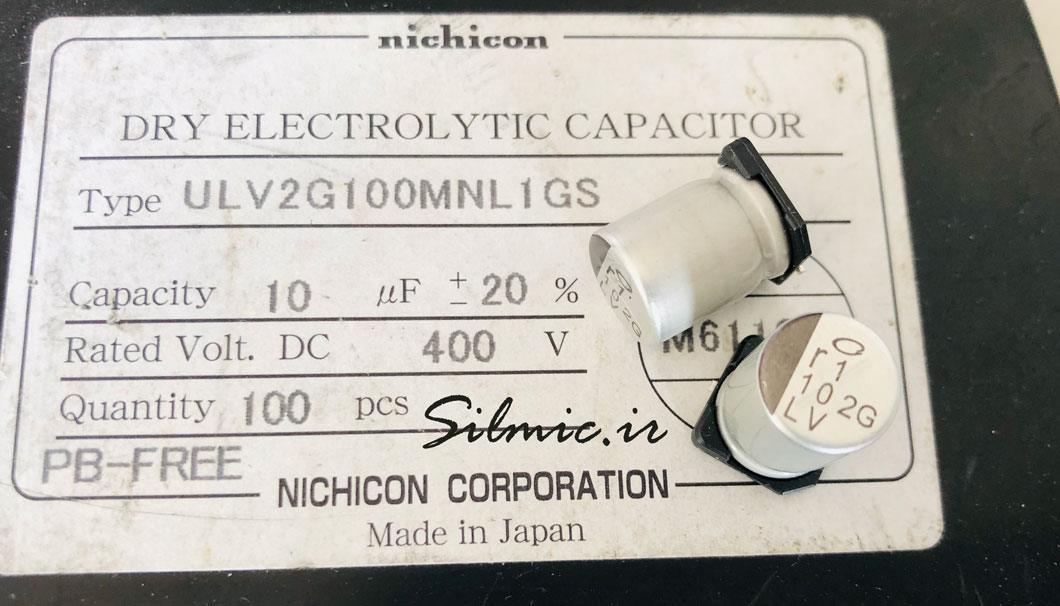 nichicon
DRY ELECTROLYTIC CAPACITOR
Type ULV2G100MNL1GS
Capacity 10 μF ± 20 %
Rated Volt. DC 400 V
Quantity 100 pcs
Silmic.ir
PB-FREE
NICHICON CORPORATION
Made in Japan
r 1
10 2G
LV